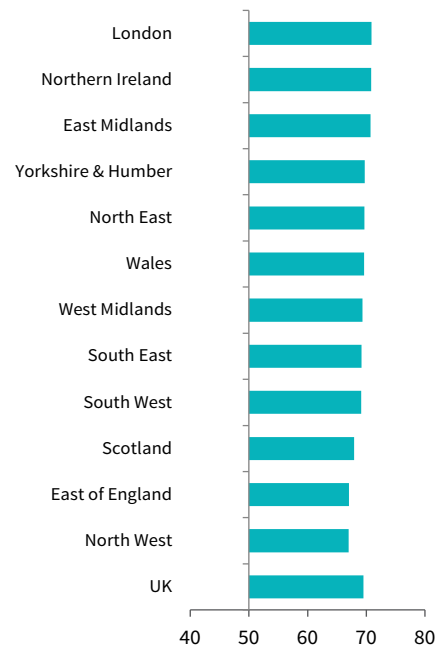 London
Northern Ireland
East Midlands
Yorkshire & Humber
North East
Wales
West Midlands
South East
South West
Scotland
East of England
North West
UK
40 50 60 70 80